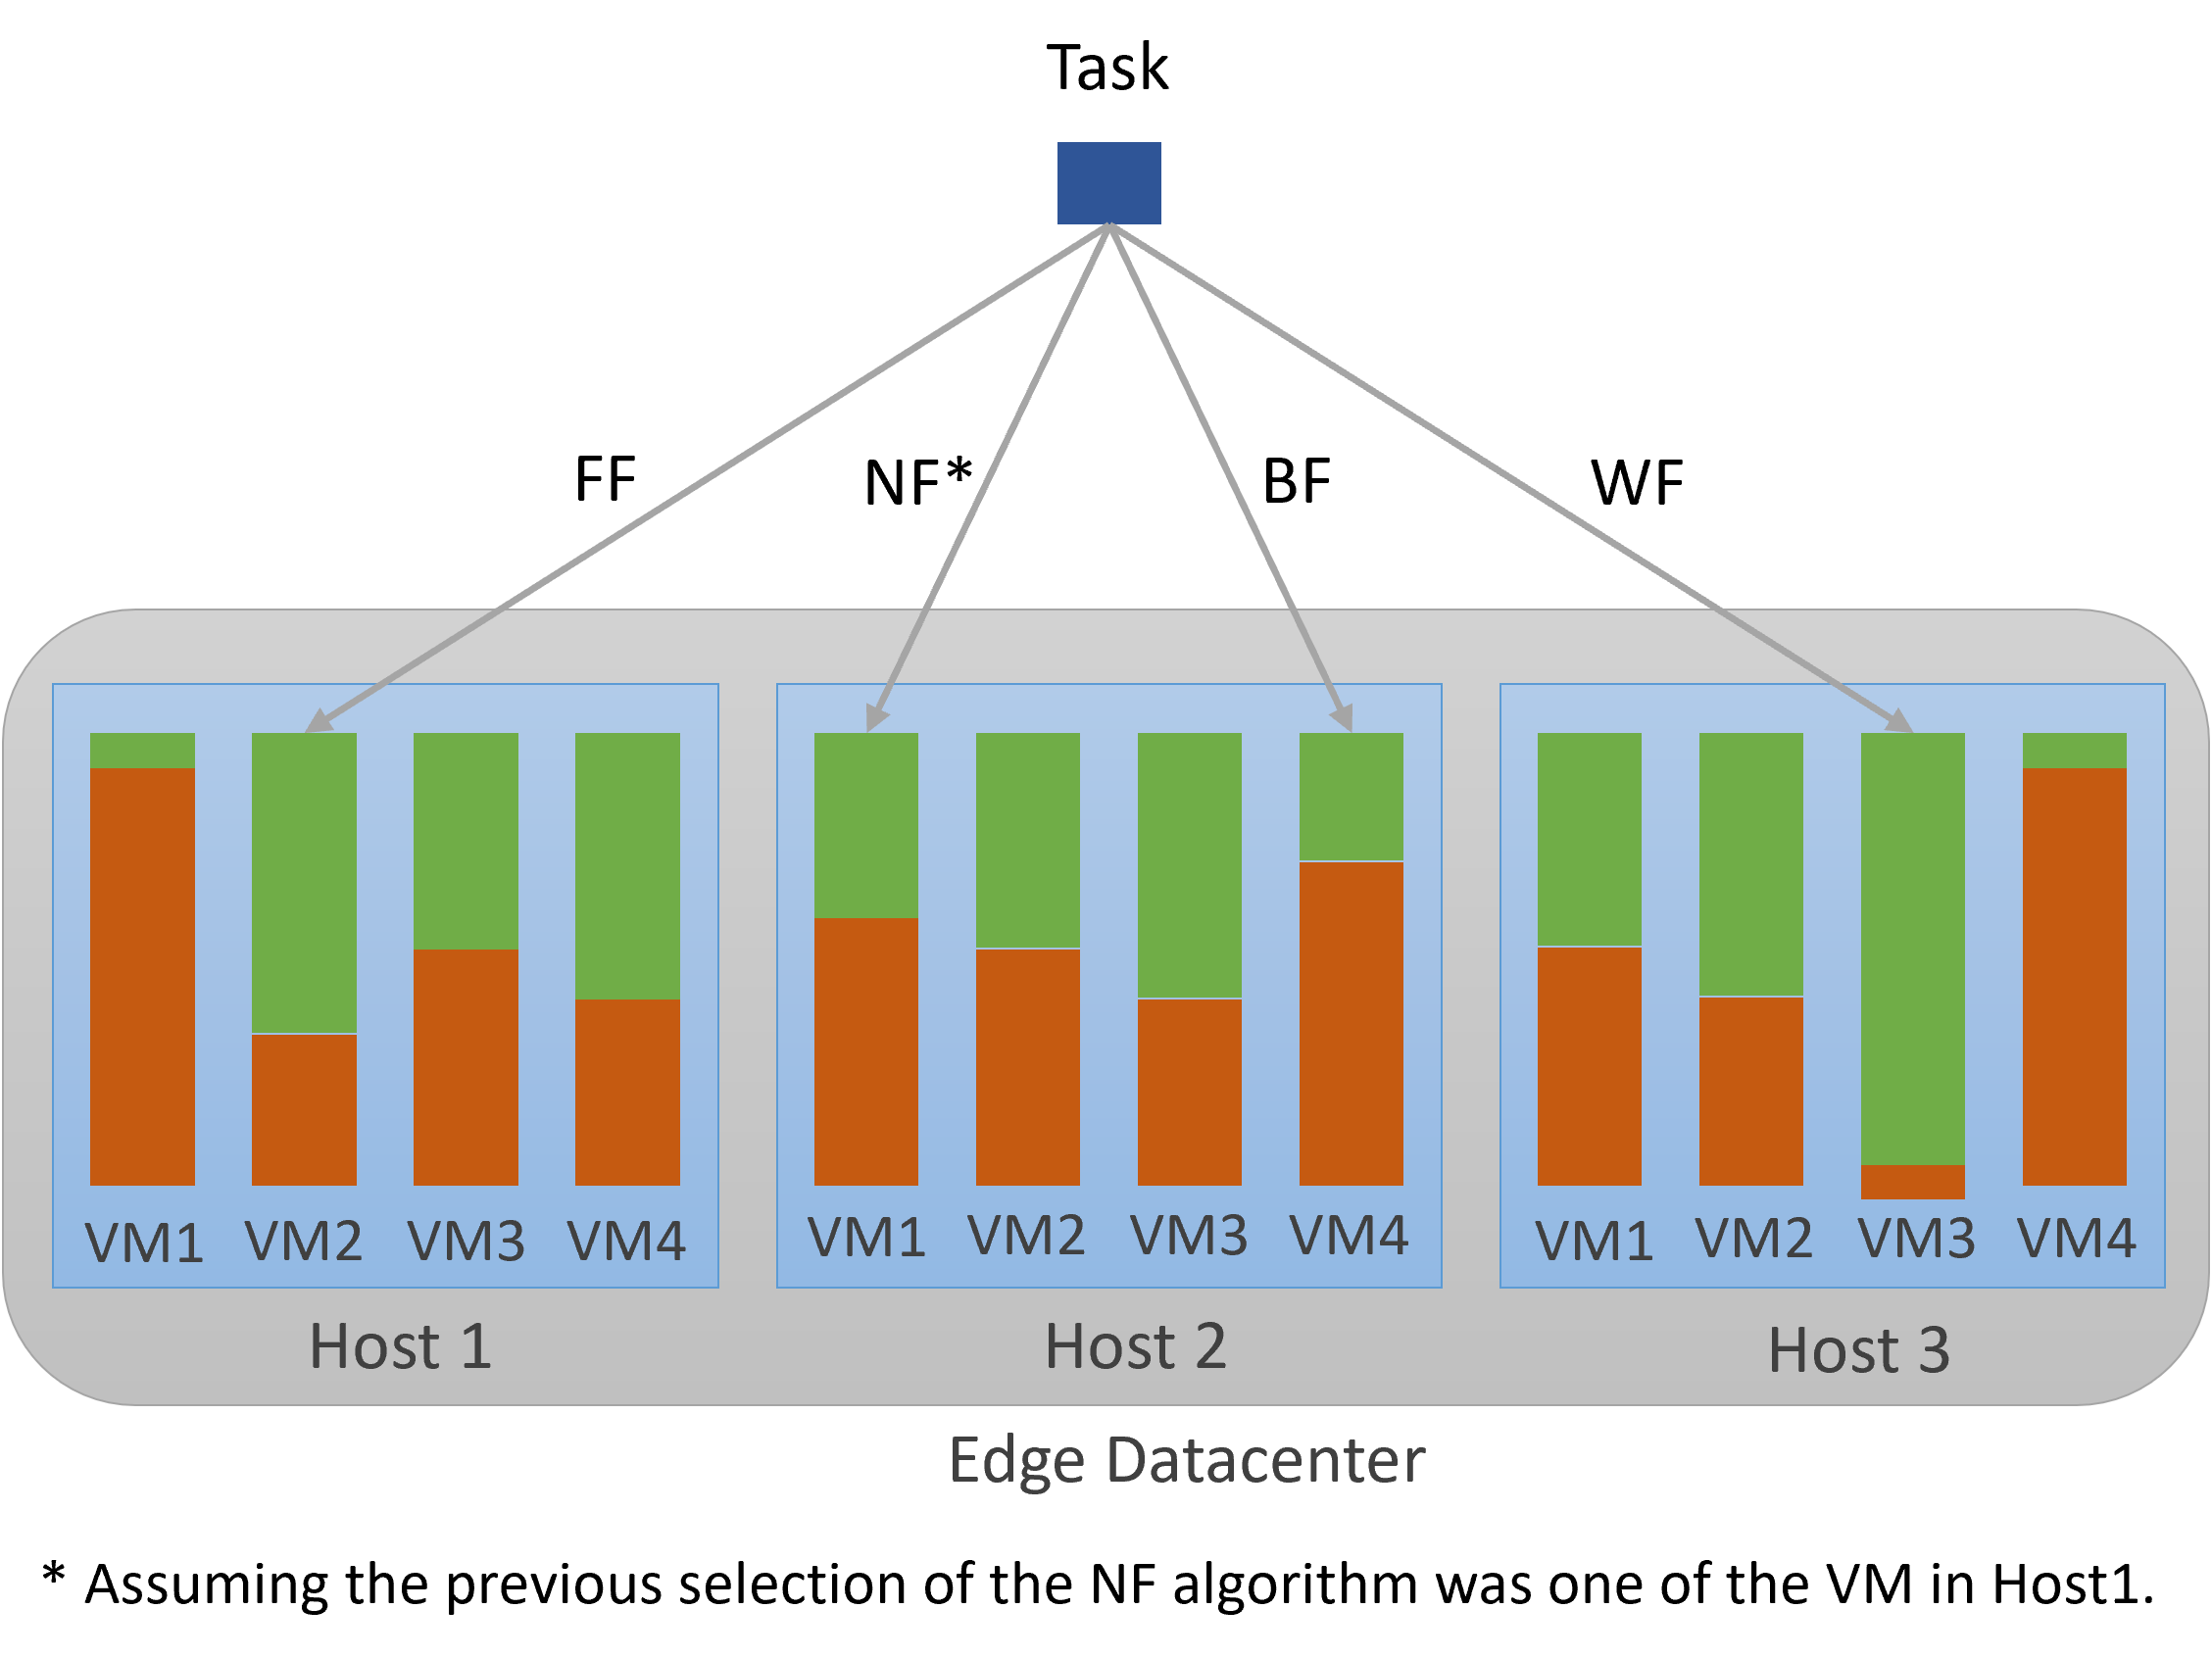 Task
FF NF* BF WF
VM1 VM2 VM3 VM4 VM1 VM2 VM3 VM4 VM1 VM2 VM3 VM4
Host 1 Host 2 Host 3
Edge Datacenter
* Assuming the previous selection of the NF algorithm was one of the VM in Host1.